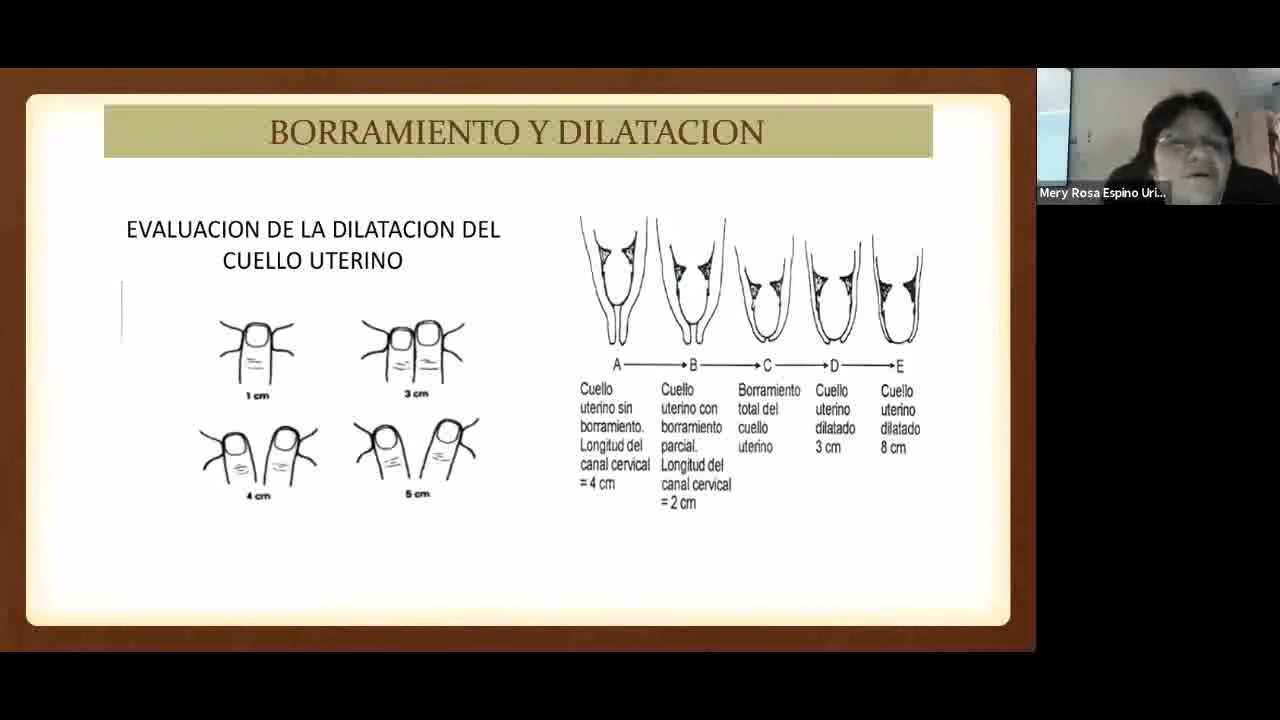 BORRAMIENTO Y DILATACION
EVALUACION DE LA DILATACION DEL
CUELLO UTERINO
1 cm
3 cm
4 cm
5 cm
A
B
C
D
E
Cuello
uterino sin
borramiento.
Longitud del
canal cervical
= 4 cm
Cuello
uterino con
borramiento
parcial.
Longitud del
canal cervical
= 2 cm
Borramiento
total del
cuello
uterino
Cuello
uterino
dilatado
3 cm
Cuello
uterino
dilatado
8 cm
Mery Rosa Espino Uri...